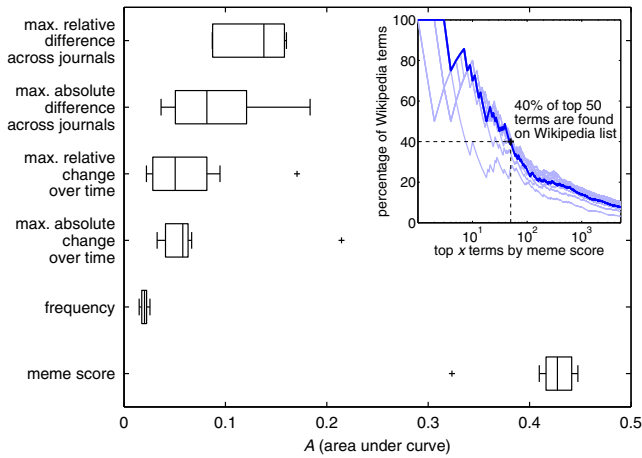 max. relative
difference
across journals
max. absolute
difference
across journals
max. relative
change
over time
max. absolute
change
over time
frequency
meme score
0
0.1
0.2
0.3
0.4
0.5
A (area under curve)
percentage of Wikipedia terms
100
80
60
40
20
0
40% of top 50
terms are found
on Wikipedia list
10¹
10²
10³
top x terms by meme score